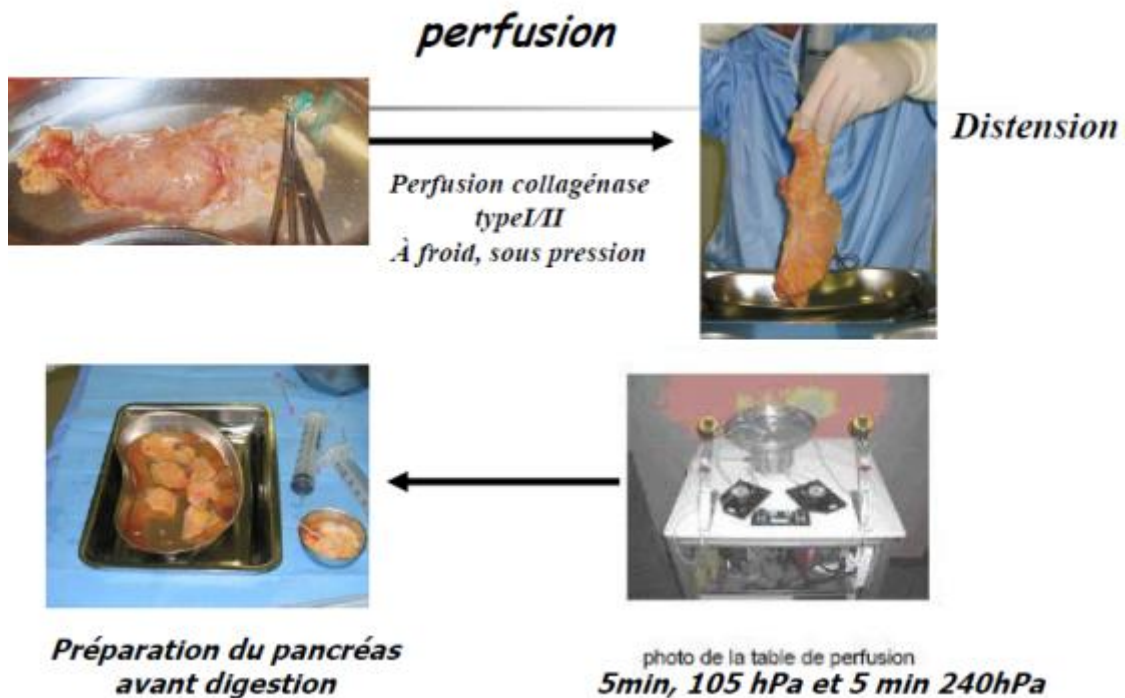 perfusion
Perfusion collagénase
typeI/II
À froid, sous pression
Distension
Préparation du pancréas
avant digestion
photo de la table de perfusion
5min, 105 hPa et 5 min 240hPa